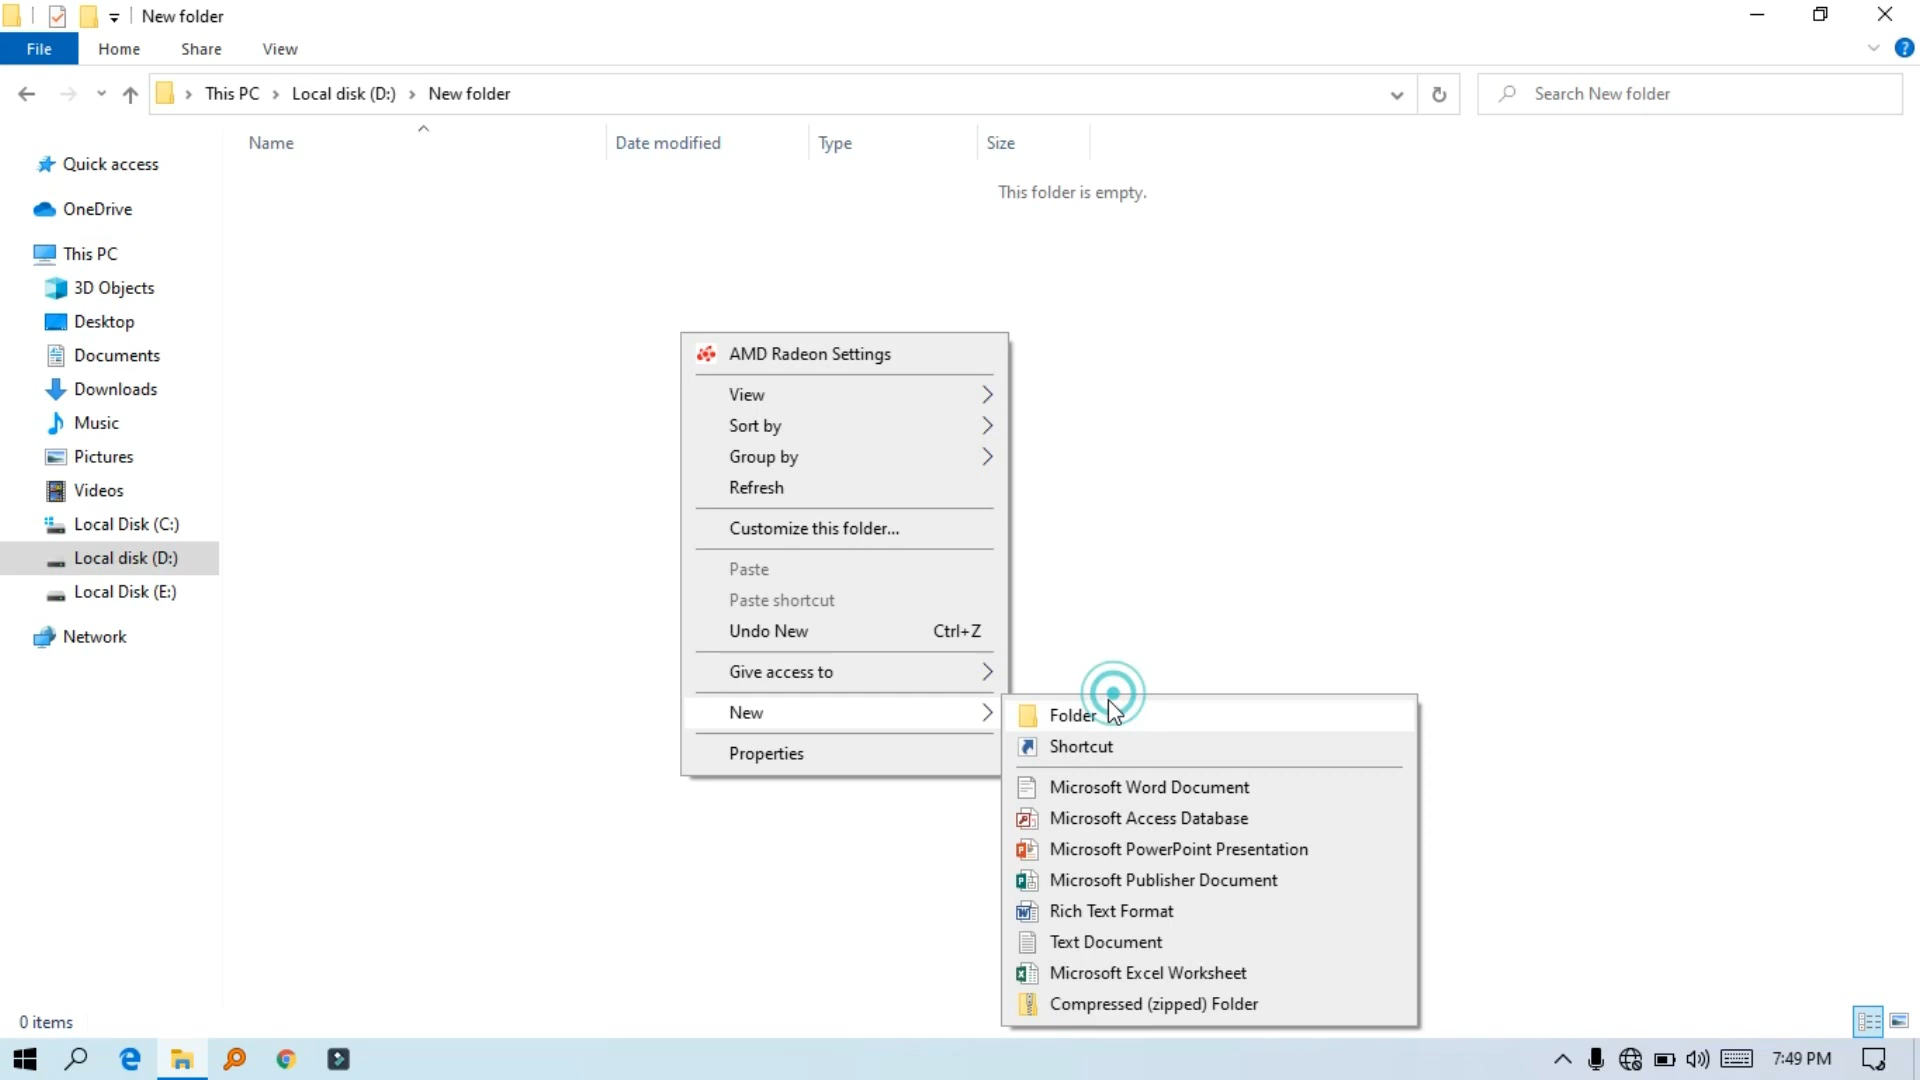 New folder
File Home Share View
This PC Local disk (D:) New folder
Search New folder
Name Date modified Type Size
This folder is empty.
Quick access
OneDrive
This PC
3D Objects
Desktop
Documents
Downloads
Music
Pictures
Videos
Local Disk (C:)
Local disk (D:)
Local Disk (E:)
Network
AMD Radeon Settings
View
Sort by
Group by
Refresh
Customize this folder...
Paste
Paste shortcut
Undo New Ctrl+Z
Give access to
New
Properties
Folder
Shortcut
Microsoft Word Document
Microsoft Access Database
Microsoft PowerPoint Presentation
Microsoft Publisher Document
Rich Text Format
Text Document
Microsoft Excel Worksheet
Compressed (zipped) Folder
0 items
7:49 PM